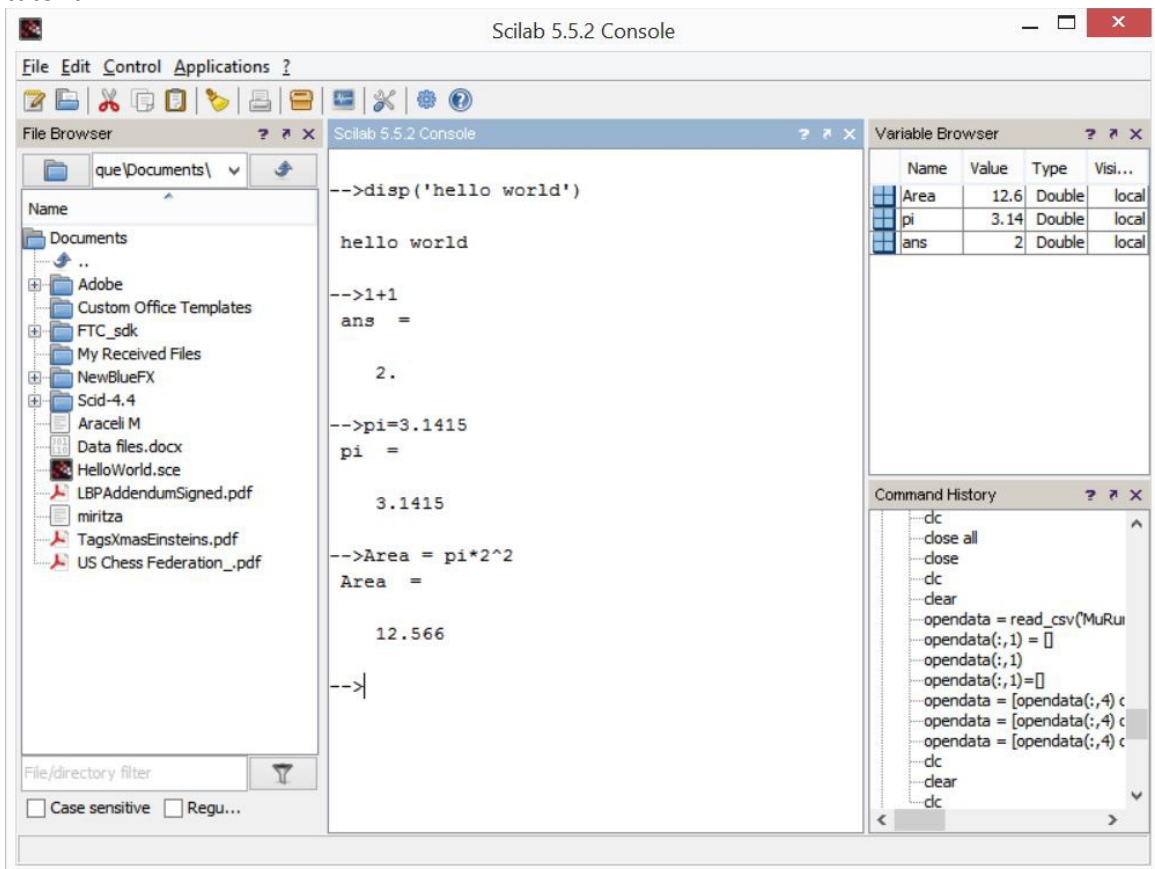 Scilab 5.5.2 Console
File Edit Control Applications ?
File Browser
que\Documents\
Name
Documents
..
Adobe
Custom Office Templates
FTC_sdk
My Received Files
NewBlueFX
Scid-4.4
Araceli M
Data files.docx
HelloWorld.sce
LBPAddendumSigned.pdf
miritza
TagsXmasEinsteins.pdf
US Chess Federation_.pdf
File/directory filter
Case sensitive Regu...
Scilab 5.5.2 Console
-->disp('hello world')
hello world
-->1+1
ans =
2.
-->pi=3.1415
pi =
3.1415
-->Area = pi*2^2
Area =
12.566
-->
Variable Browser
Name Value Type Visi...
Area 12.6 Double local
pi 3.14 Double local
ans 2 Double local
Command History
clc
close all
close
clc
clear
opendata = read_csv('MuRu
opendata(:,1) = []
opendata(:,1)
opendata(:,1)=[]
opendata = [opendata(:,4)
opendata = [opendata(:,4)
opendata = [opendata(:,4)
clc
clear
clc